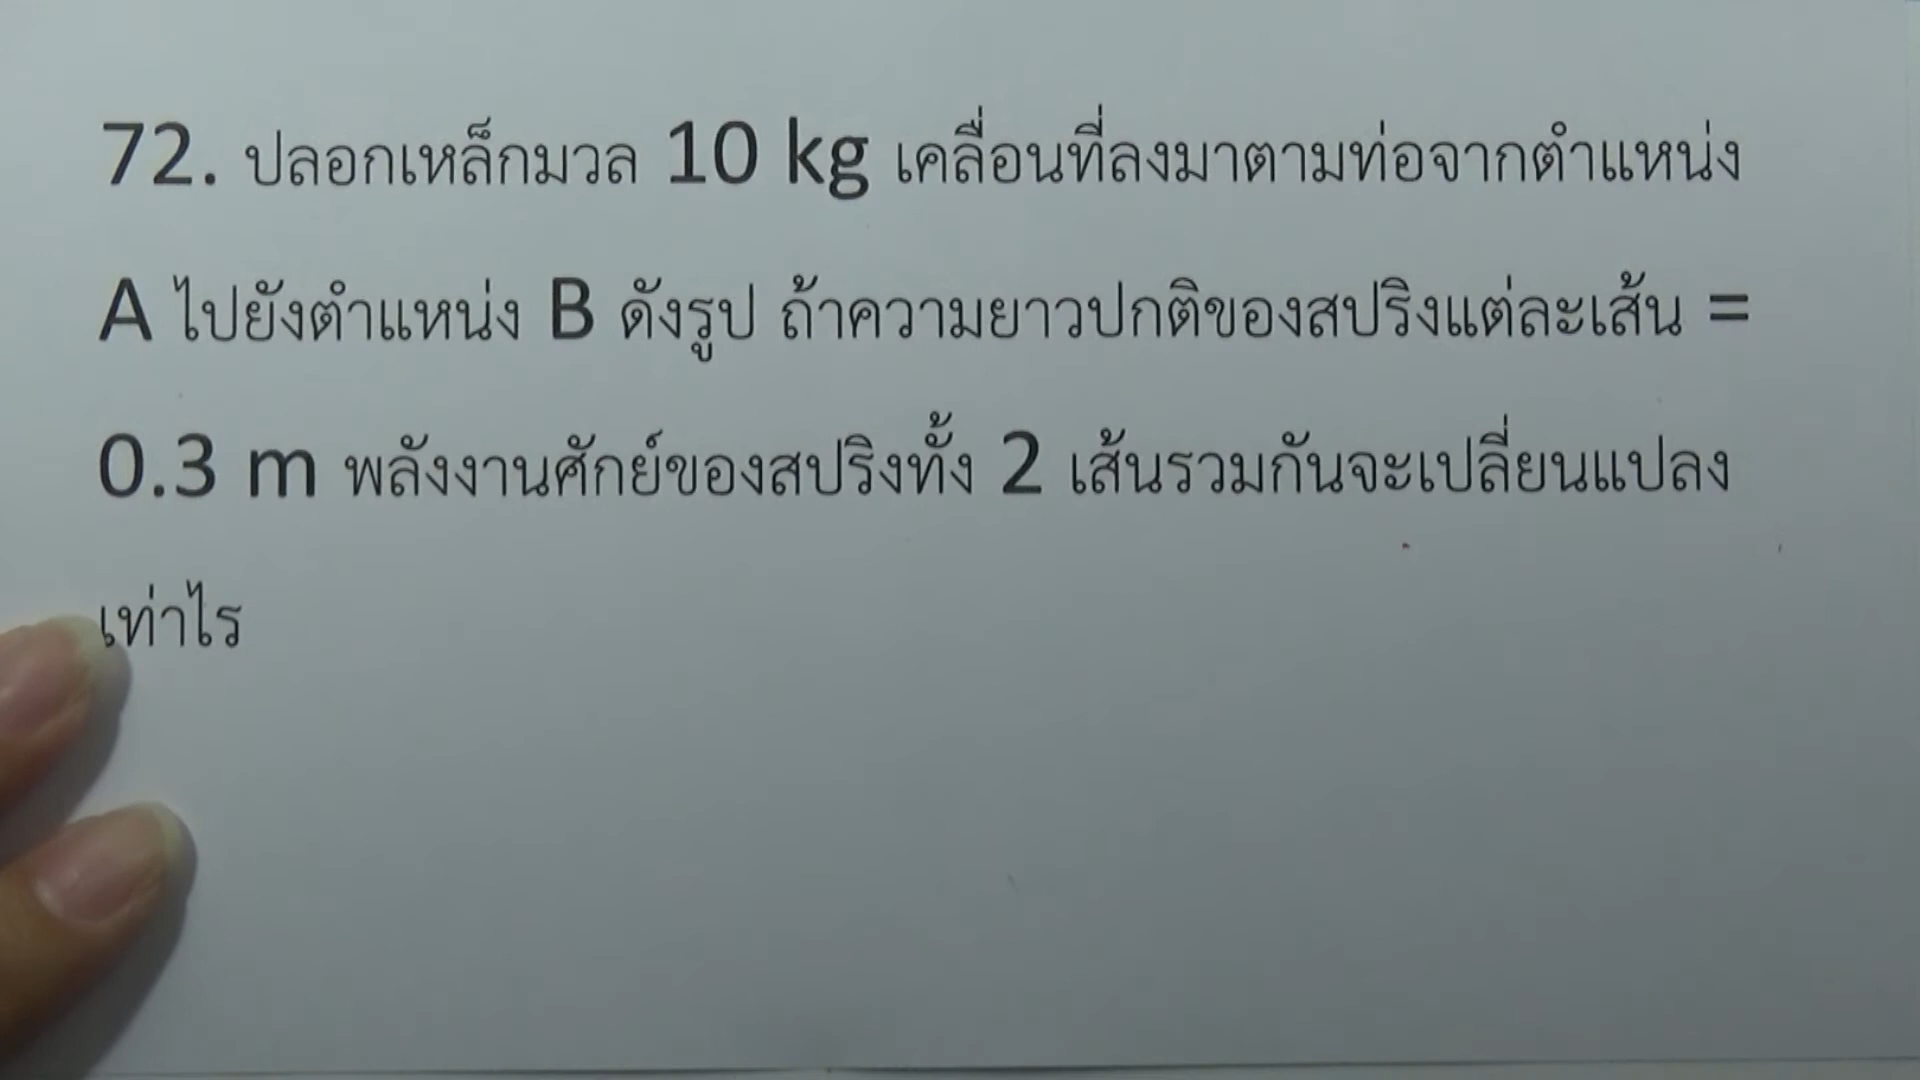 72. ปลอกเหล็กมวล 10 kg เคลื่อนที่ลงมาตามท่อจากตำแหน่ง
A ไปยังตำแหน่ง B ดังรูป ถ้าความยาวปกติของสปริงแต่ละเส้น =
0.3 m พลังงานศักย์ของสปริงทั้ง 2 เส้นรวมกันจะเปลี่ยนแปลง
เท่าไร